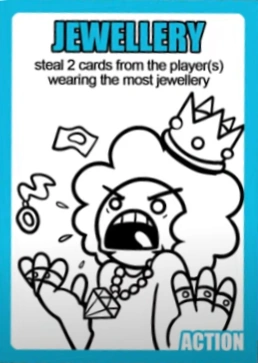 JEWELLERY
steal 2 cards from the player(s)
wearing the most jewellery
ACTION